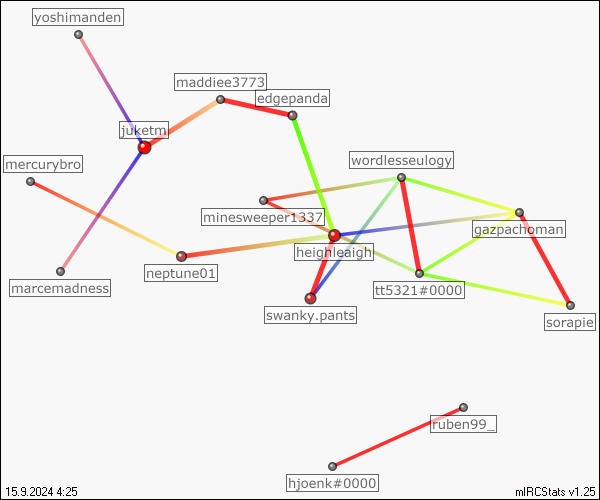 yoshimanden
maddiee3773
edgepanda
juketm
wordlesseulogy
mercurybro
minesweeper1337
gazpachoman
heighleaigh
neptune01
marcemadness
tt5321#0000
swanky.pants
sorapie
ruben99_
hjoenk#0000
15.9.2024 4:25
mIRCStats v1.25